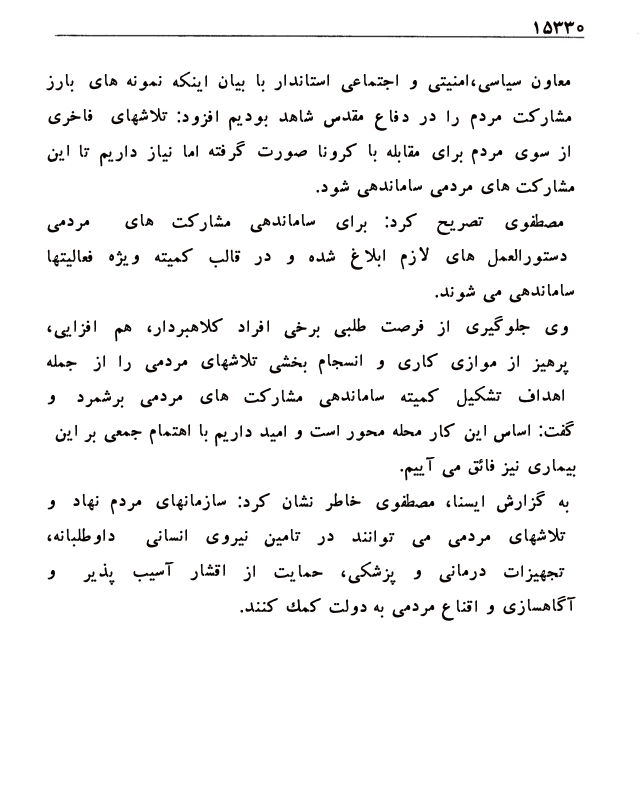 ۱۵۳۳۰
معاون سیاسی،امنیتی و اجتماعی استاندار با بیان اینکه نمونه های بارز
مشارکت مردم را در دفاع مقدس شاهد بودیم افزود: تلاشهای فاخری
از سوی مردم برای مقابله با کرونا صورت گرفته اما نیاز داریم تا این
مشارکت های مردمی ساماندهی شود.
مصطفوی تصریح کرد: برای ساماندهی مشارکت های مردمی
دستورالعمل های لازم ابلاغ شده و در قالب کمیته ویژه فعالیتها
ساماندهی می شوند.
وی جلوگیری از فرصت طلبی برخی افراد کلاهبردار، هم افزایی،
پرهیز از موازی کاری و انسجام بخشی تلاشهای مردمی را از جمله
اهداف تشکیل کمیته ساماندهی مشارکت های مردمی برشمرد و
گفت: اساس این کار محله محور است و امید داریم با اهتمام جمعی بر این
بیماری نیز فائق می آییم.
به گزارش ایسنا، مصطفوی خاطر نشان کرد: سازمانهای مردم نهاد و
تلاشهای مردمی می توانند در تامین نیروی انسانی داوطلبانه،
تجهیزات درمانی و پزشکی، حمایت از اقشار آسیب پذیر و
آگاهسازی و اقناع مردمی به دولت کمك کنند.